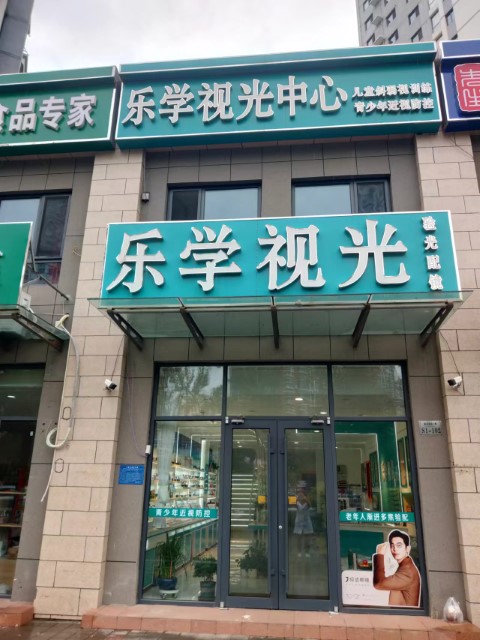 食品专家
乐学视光中心
儿童斜弱视训练
青少年近视防控
乐学视光
验光配镜
青少年近视防控
老年人渐进多焦验配